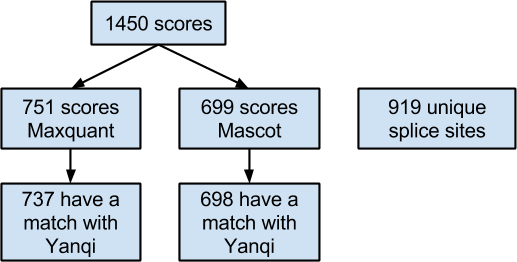 1450 scores
751 scores
Maxquant
699 scores
Mascot
919 unique
splice sites
737 have a
match with
Yanqi
698 have a
match with
Yanqi